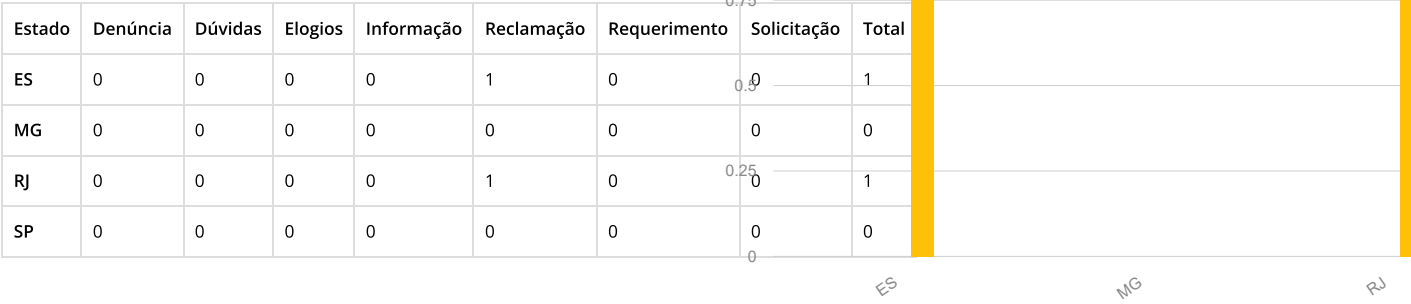 0.75
Estado Denúncia Dúvidas Elogios Informação Reclamação Requerimento Solicitação Total
ES 0 0 0 0 1 0 0 1
0.5
MG 0 0 0 0 0 0 0 0
RJ 0 0 0 0 1 0 0 1
0.25
SP 0 0 0 0 0 0 0 0
0
ES MG RJ